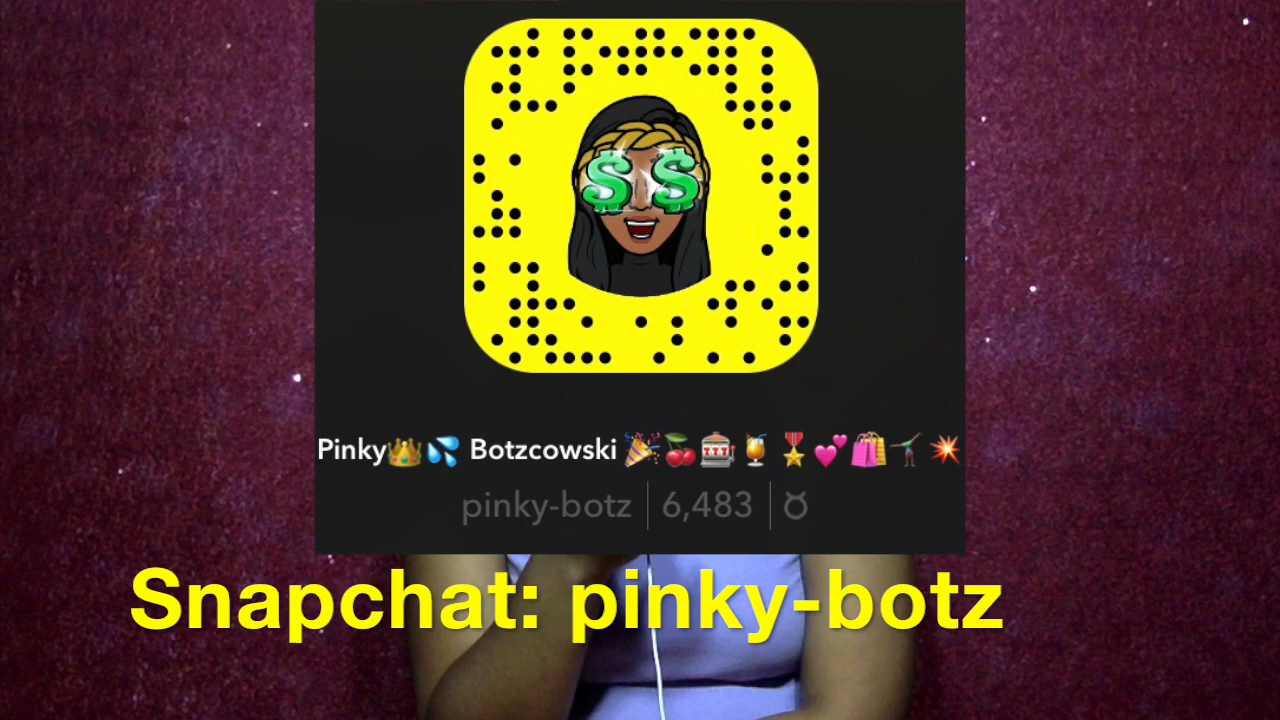 Pinky👑💦 Botzcowski 🎉🍒🎰🍹🎖💕🛍🤸💥
pinky-botz | 6,483 | ♉
Snapchat: pinky-botz